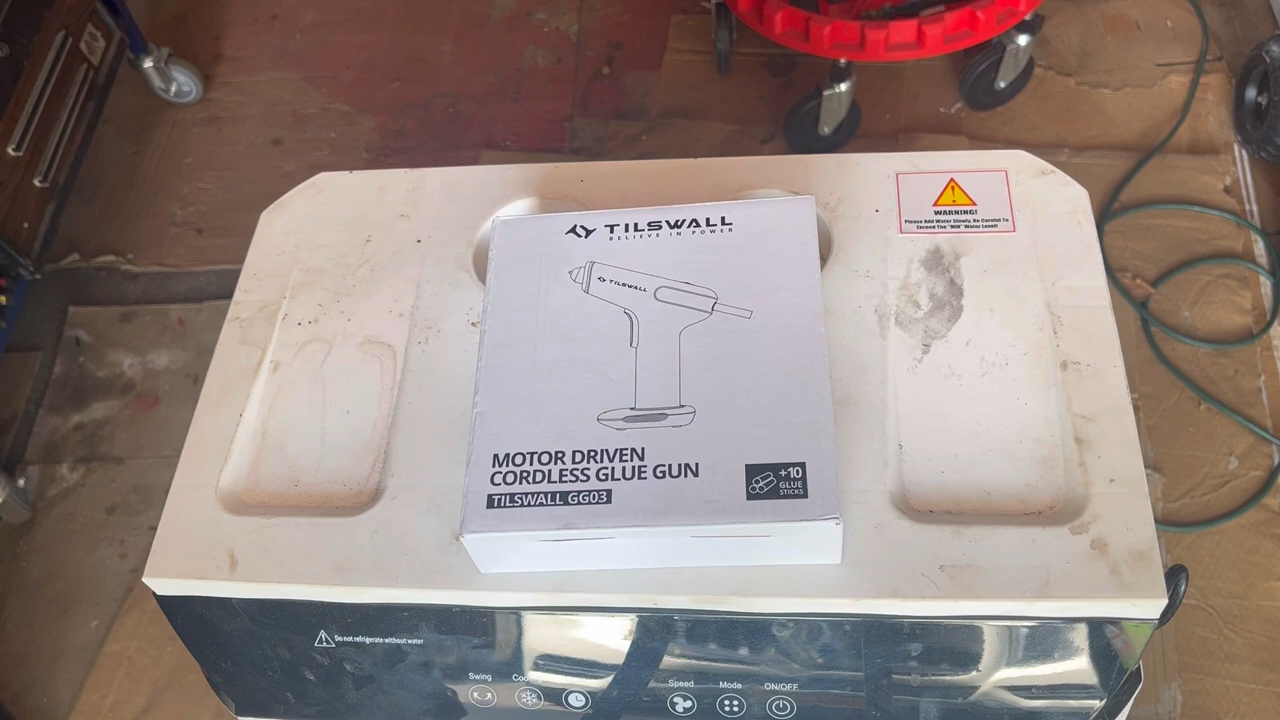 WARNING!
Please Add Water Slowly, Be Careful To
Exceed The "MIN" Water Level!
TILSWALL
BELIEVE IN POWER
TILSWALL
MOTOR DRIVEN
CORDLESS GLUE GUN
TILSWALL GG03
+10
GLUE
STICKS
Do not refrigerate without water
Swing
Speed
Mode
ON/OFF